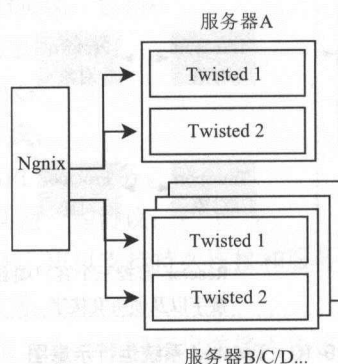 服务器A
Twisted 1
Twisted 2
Ngnix
Twisted 1
Twisted 2
服务器B/C/D...